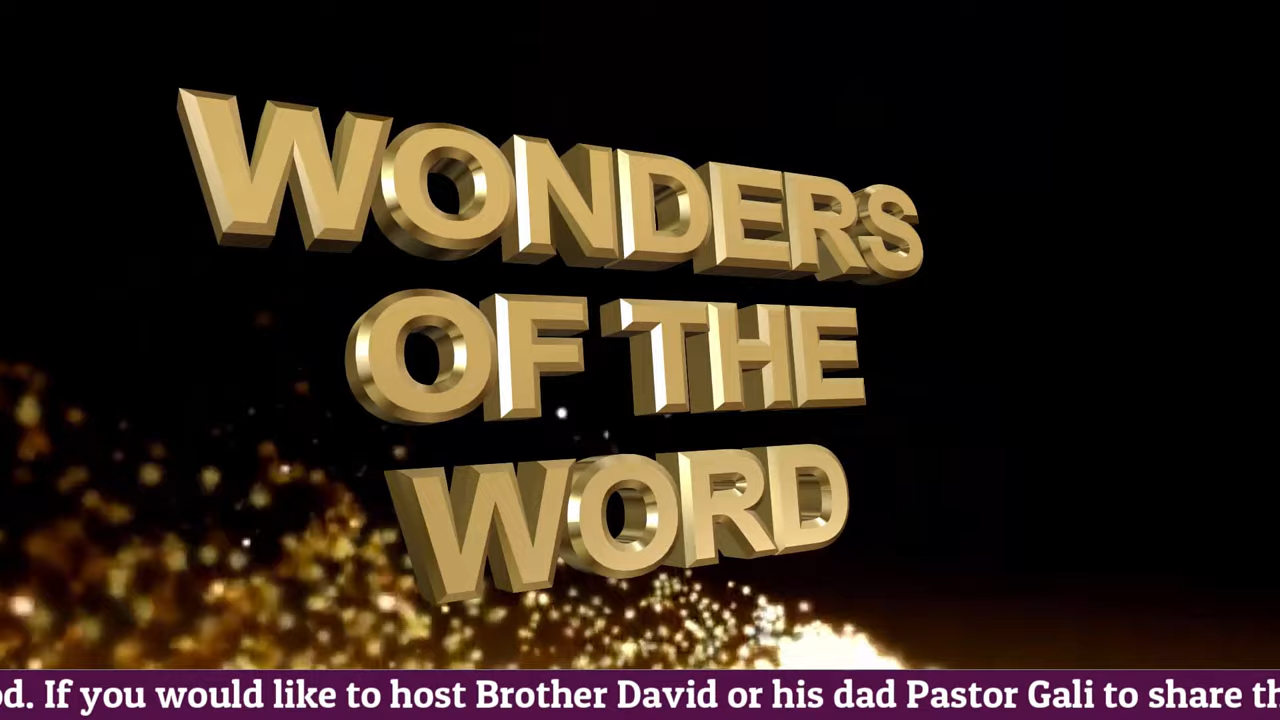 WONDERS
OF THE
WORD
If you would like to host Brother David or his dad Pastor Gali to share